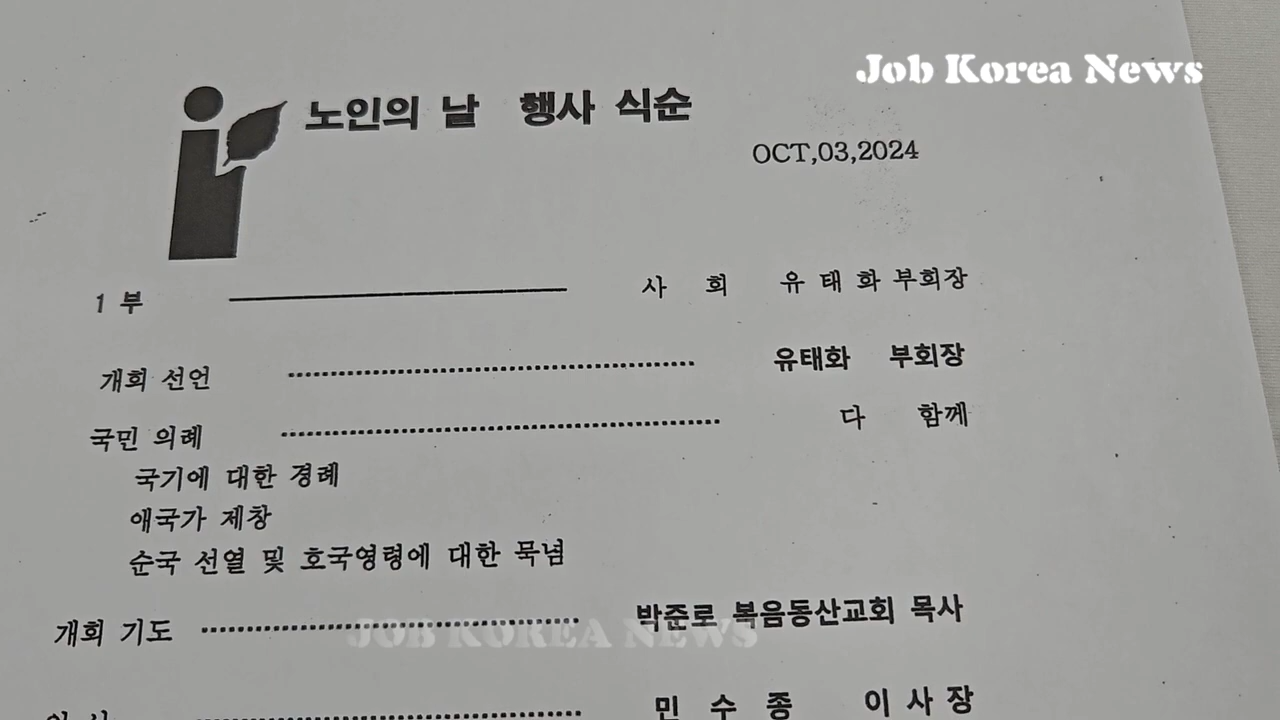 Job Korea News
노인의 날 행사 식순
OCT,03,2024
1 부 사 회 유 태 화 부회장
개회 선언 유태화 부회장
국민 의례 다 함께
국기에 대한 경례
애국가 제창
순국 선열 및 호국영령에 대한 묵념
개회 기도 박준로 복음동산교회 목사
JOB KOREA NEWS
민 수 종 이 사 장